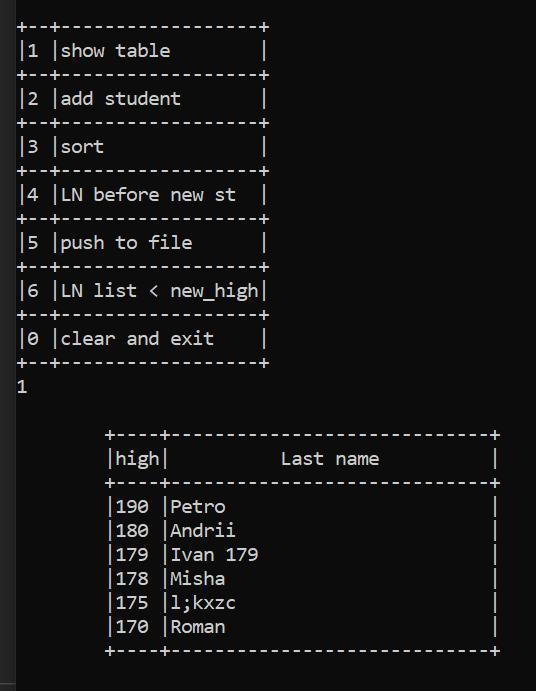 +--+------------------+
|1 |show table        |
+--+------------------+
|2 |add student       |
+--+------------------+
|3 |sort              |
+--+------------------+
|4 |LN before new st  |
+--+------------------+
|5 |push to file      |
+--+------------------+
|6 |LN list < new_high|
+--+------------------+
|0 |clear and exit    |
+--+------------------+
1
+----+-----------------------------+
|high|          Last name          |
+----+-----------------------------+
|190 |Petro                        |
|180 |Andrii                       |
|179 |Ivan 179                     |
|178 |Misha                        |
|175 |l;kxzc                       |
|170 |Roman                        |
+----+-----------------------------+